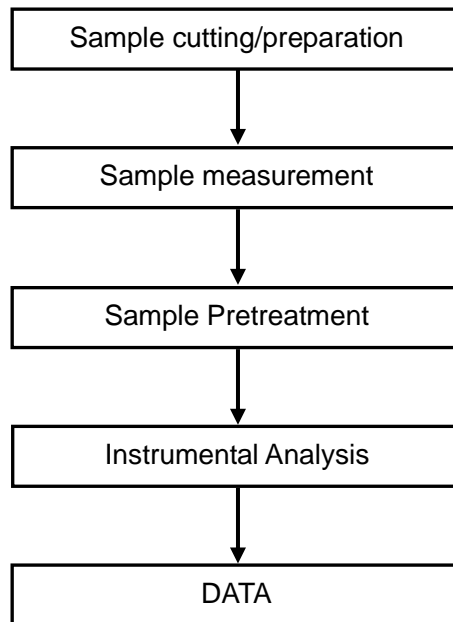 Sample cutting/preparation
Sample measurement
Sample Pretreatment
Instrumental Analysis
DATA